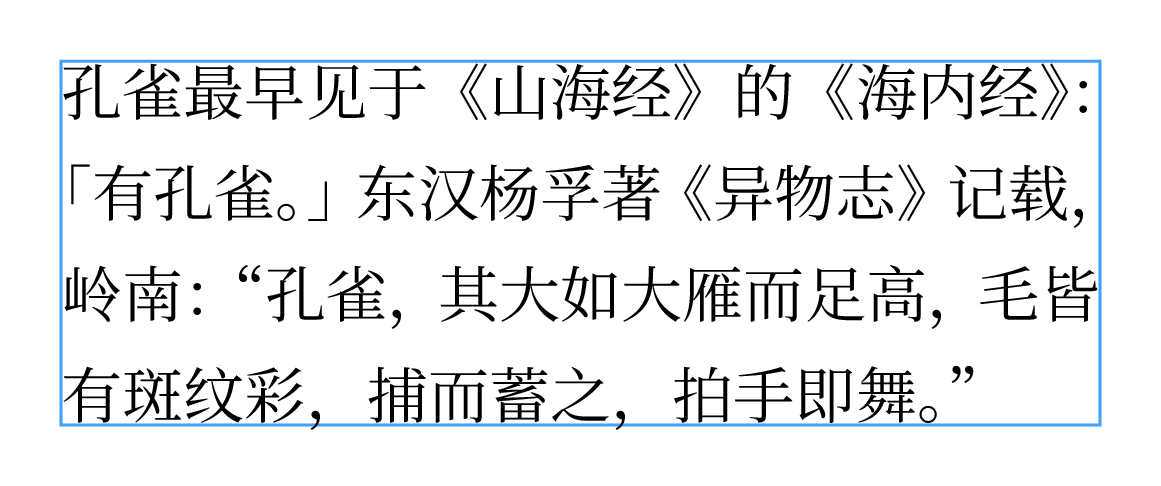 孔雀最早见于《山海经》的《海内经》：
「有孔雀。」东汉杨孚著《异物志》记载，
岭南：“孔雀，其大如大雁而足高，毛皆
有斑纹彩，捕而蓄之，拍手即舞。”